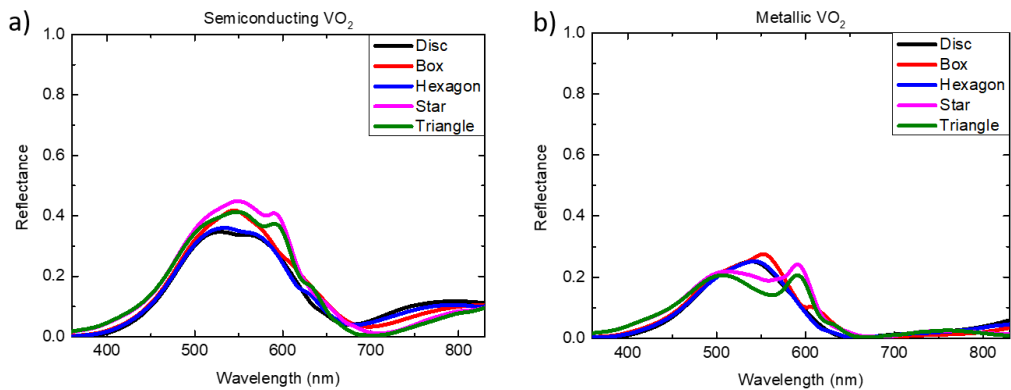 a)
Semiconducting VO₂
1.0
0.8
0.6
0.4
0.2
0.0
Reflectance
400
500
600
700
800
Wavelength (nm)
Disc
Box
Hexagon
Star
Triangle
b)
Metallic VO₂
1.0
0.8
0.6
0.4
0.2
0.0
Reflectance
400
500
600
700
800
Wavelength (nm)
Disc
Box
Hexagon
Star
Triangle